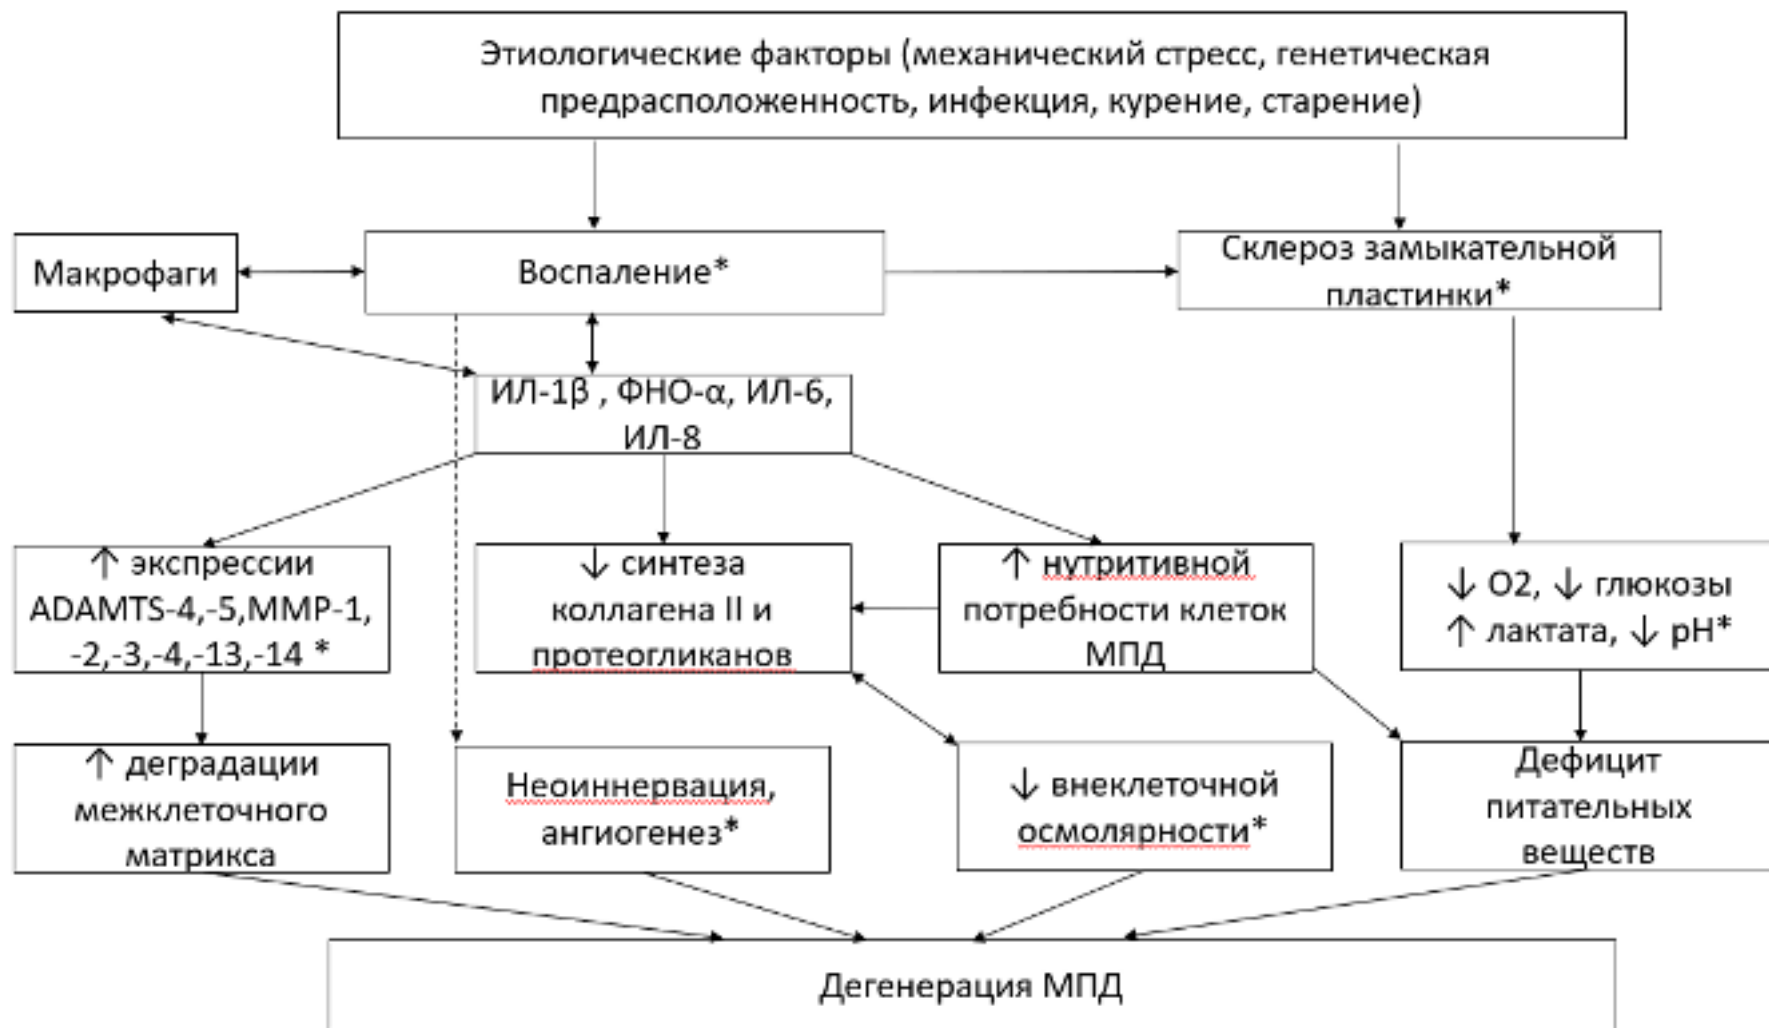 Этиологические факторы (механический стресс, генетическая
предрасположенность, инфекция, курение, старение)
Макрофаги
Воспаление*
Склероз замыкательной
пластинки*
ИЛ-1β , ФНО-α, ИЛ-6,
ИЛ-8
↑ экспрессии
ADAMTS-4,-5,MMP-1,
-2,-3,-4,-13,-14 *
↓ синтеза
коллагена II и
протеогликанов
↑ нутритивной
потребности клеток
МПД
↓ O2, ↓ глюкозы
↑ лактата, ↓ pH*
↑ деградации
межклеточного
матрикса
Неоиннервация,
ангиогенез*
↓ внеклеточной
осмолярности*
Дефицит
питательных
веществ
Дегенерация МПД